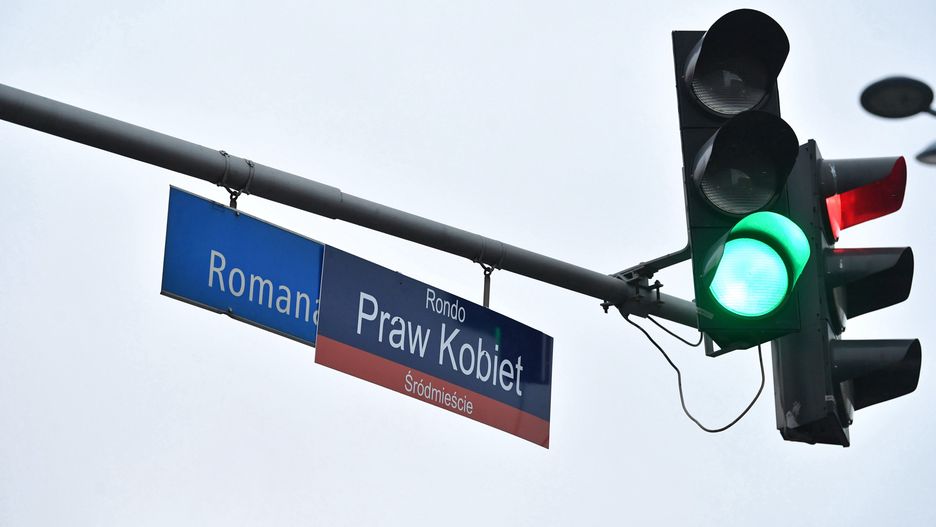 Romana
Rondo
Praw Kobiet
Śródmieście